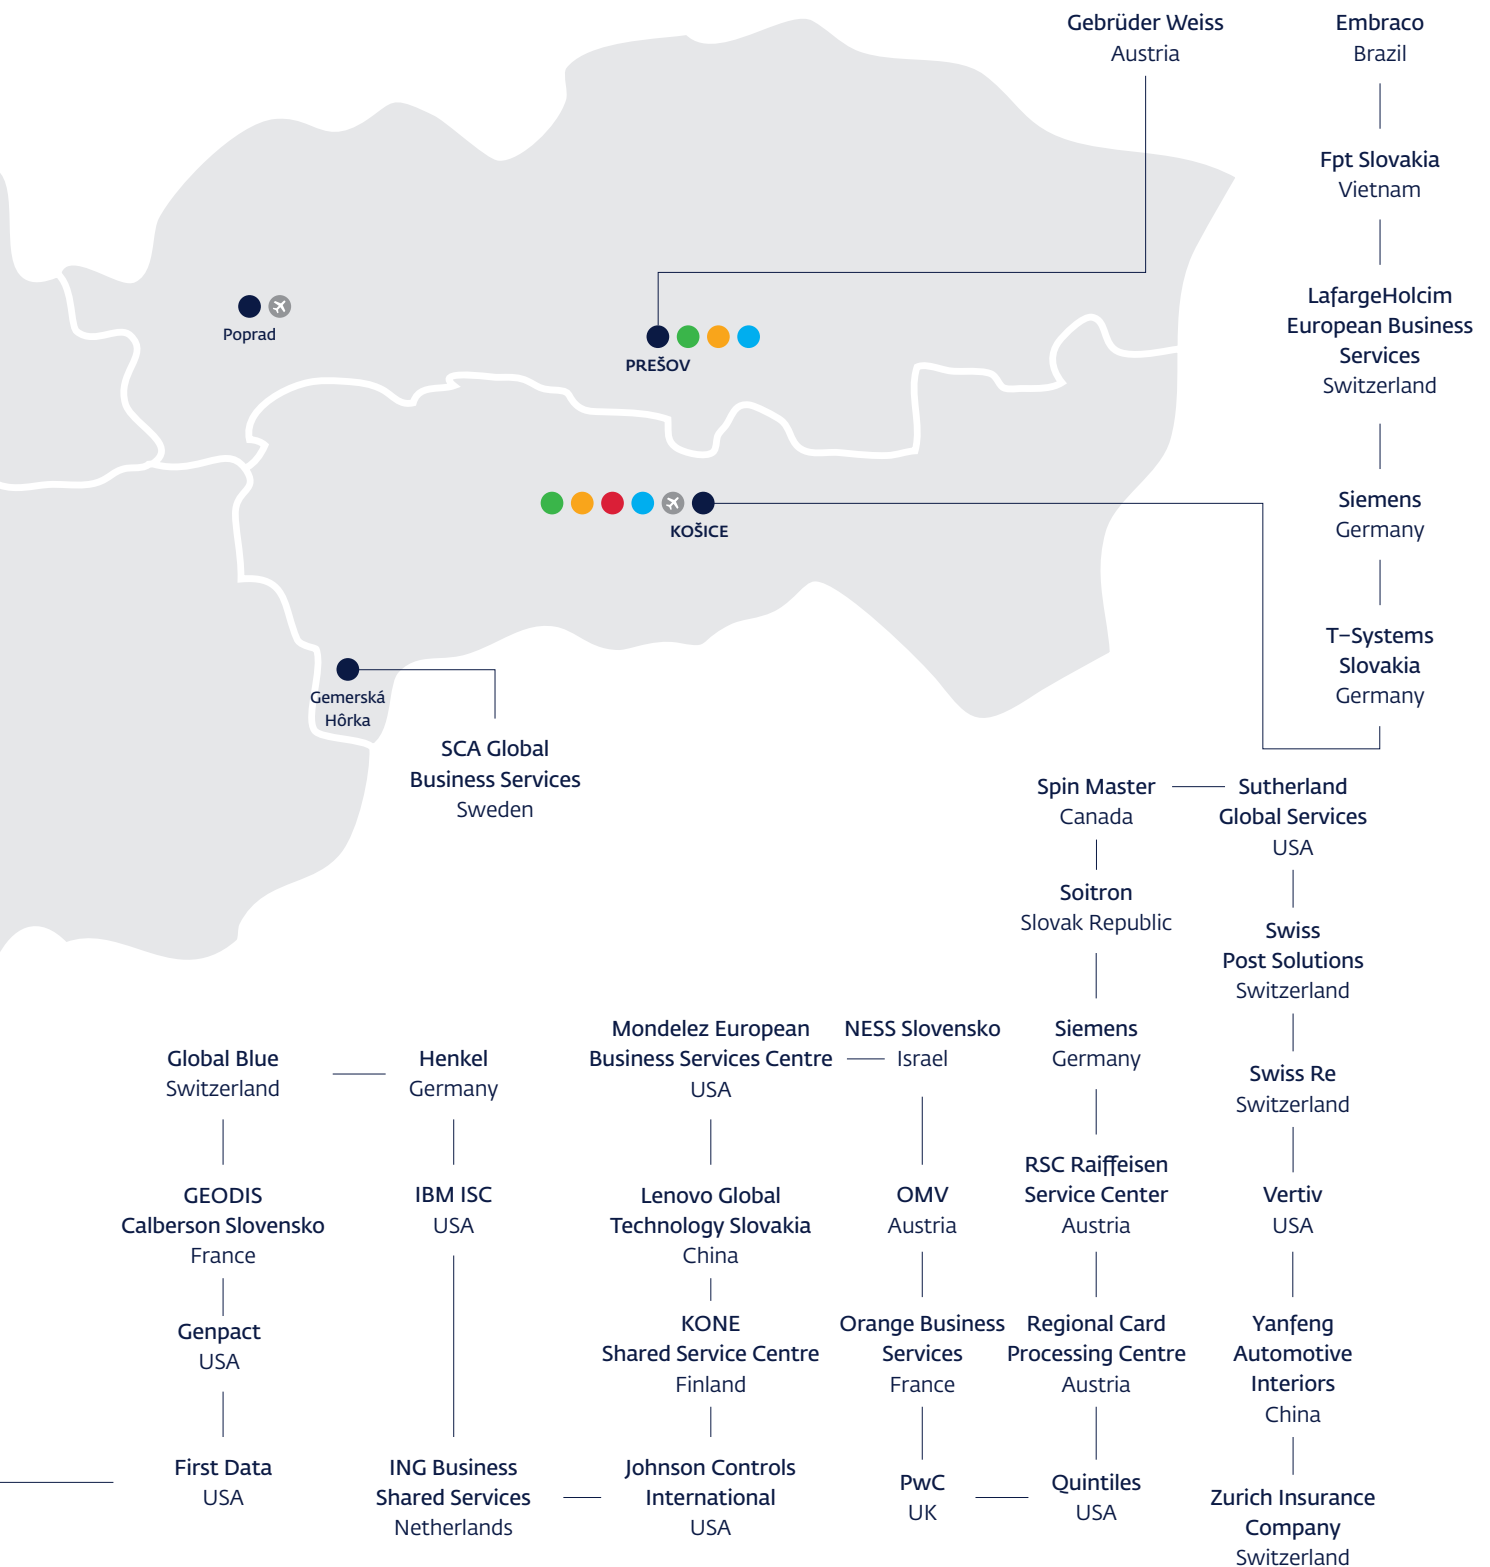 Gebrüder Weiss
Austria
Embraco
Brazil
Fpt Slovakia
Vietnam
LafargeHolcim
European Business
Services
Switzerland
Siemens
Germany
T-Systems
Slovakia
Germany
Poprad
PREŠOV
KOŠICE
Gemerská
Hôrka
SCA Global
Business Services
Sweden
Spin Master
Canada
Sutherland
Global Services
USA
Soitron
Slovak Republic
Swiss
Post Solutions
Switzerland
Global Blue
Switzerland
Henkel
Germany
Mondelez European
Business Services Centre
USA
NESS Slovensko
Israel
Siemens
Germany
Swiss Re
Switzerland
GEODIS
Calberson Slovensko
France
IBM ISC
USA
Lenovo Global
Technology Slovakia
China
OMV
Austria
RSC Raiffeisen
Service Center
Austria
Vertiv
USA
Genpact
USA
KONE
Shared Service Centre
Finland
Orange Business
Services
France
Regional Card
Processing Centre
Austria
Yanfeng
Automotive
Interiors
China
First Data
USA
ING Business
Shared Services
Netherlands
Johnson Controls
International
USA
PwC
UK
Quintiles
USA
Zurich Insurance
Company
Switzerland